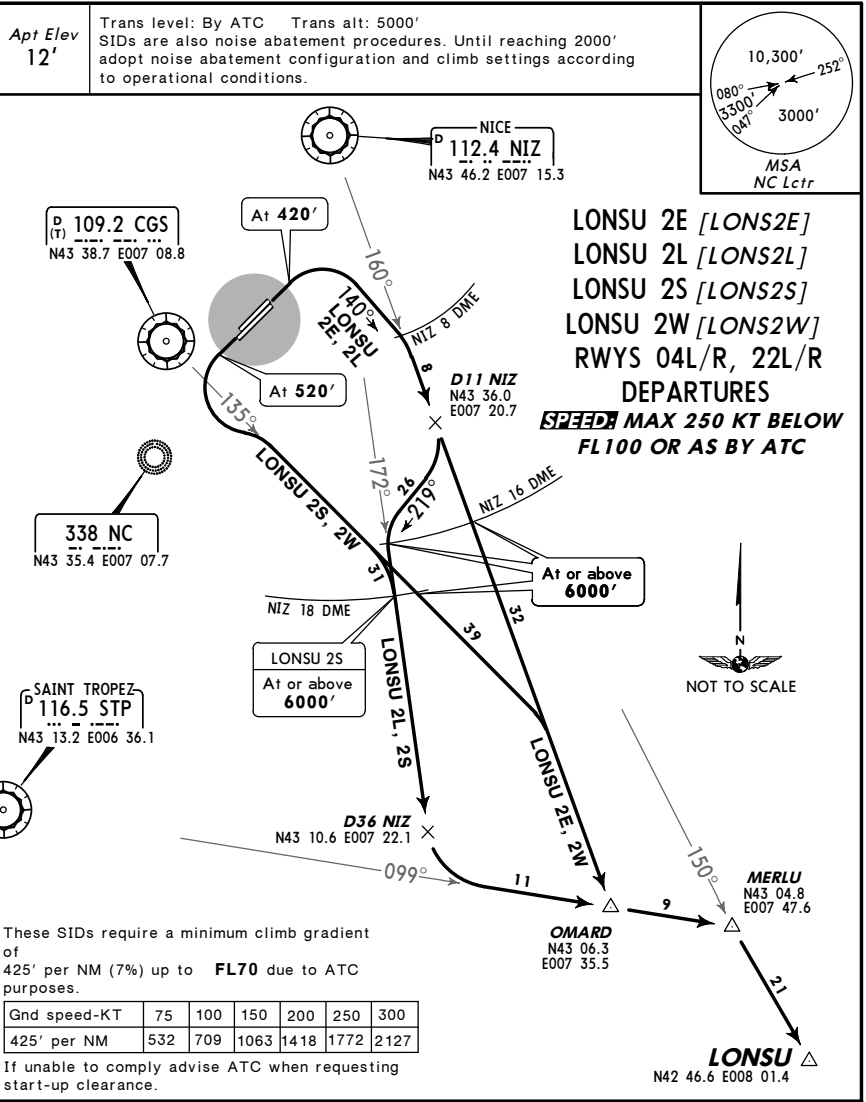 Apt Elev
12'
Trans level: By ATC Trans alt: 5000'
SIDs are also noise abatement procedures. Until reaching 2000'
adopt noise abatement configuration and climb settings according
to operational conditions.
10,300'
252°
080°
3300'
047°
3000'
MSA
NC Lctr
NICE
D 112.4 NIZ
N43 46.2 E007 15.3
D (T) 109.2 CGS
N43 38.7 E007 08.8
At 420'
LONSU 2E [LONS2E]
LONSU 2L [LONS2L]
LONSU 2S [LONS2S]
LONSU 2W [LONS2W]
RWYS 04L/R, 22L/R
DEPARTURES
SPEED: MAX 250 KT BELOW
FL100 OR AS BY ATC
160°
140°
LONSU
2E, 2L
NIZ 8 DME
8
D11 NIZ
N43 36.0
E007 20.7
At 520'
135°
172°
LONSU 2S, 2W
26
219°
NIZ 16 DME
338 NC
N43 35.4 E007 07.7
At or above
6000'
31
NIZ 18 DME
39
32
LONSU 2S
At or above
6000'
N
NOT TO SCALE
SAINT TROPEZ
D 116.5 STP
N43 13.2 E006 36.1
LONSU 2L, 2S
LONSU 2E, 2W
D36 NIZ
N43 10.6 E007 22.1
099°
11
150°
MERLU
N43 04.8
E007 47.6
9
OMARD
N43 06.3
E007 35.5
21
LONSU
N42 46.6 E008 01.4
These SIDs require a minimum climb gradient
of
425' per NM (7%) up to FL70 due to ATC
purposes.
Gnd speed-KT 75 100 150 200 250 300
425' per NM 532 709 1063 1418 1772 2127
If unable to comply advise ATC when requesting
start-up clearance.